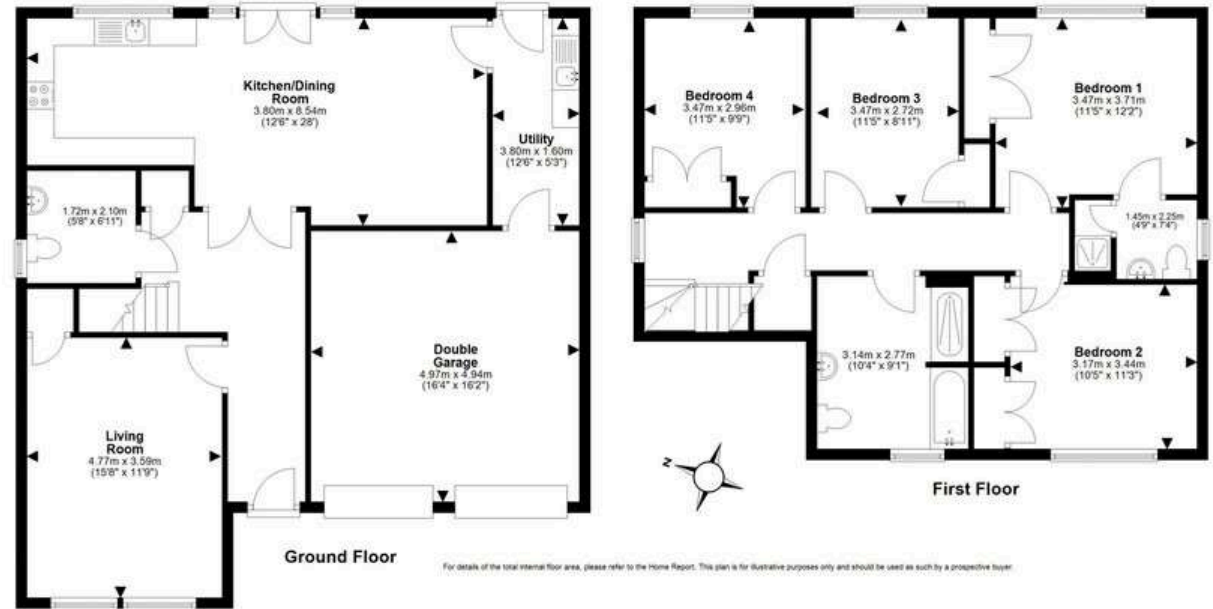 Kitchen/Dining
Room
3.80m x 8.54m
(12'6" x 28')
Utility
3.80m x 1.60m
(12'6" x 5'3")
1.72m x 2.10m
(5'8" x 6'11")
Double
Garage
4.97m x 4.94m
(16'4" x 16'2")
Living
Room
4.77m x 3.59m
(15'8" x 11'9")
Ground Floor
Bedroom 4
3.47m x 2.96m
(11'5" x 9'9")
Bedroom 3
3.47m x 2.72m
(11'5" x 8'11")
Bedroom 1
3.47m x 3.71m
(11'5" x 12'2")
1.45m x 2.25m
(4'9" x 7'4")
3.14m x 2.77m
(10'4" x 9'1")
Bedroom 2
3.17m x 3.44m
(10'5" x 11'3")
N
First Floor
For details of the total internal floor area, please refer to the Home Report. This plan is for illustrative purposes only and should be used as such by a prospective buyer.